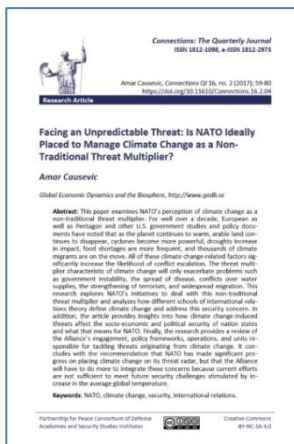 Connections: The Quarterly Journal
ISSN 1812-1098, e-ISSN 1812-2973
Amar Causevic, Connections QJ 16, no. 2 (2017): 59-80
https://doi.org/10.11610/Connections.16.2.04
Research Article
Facing an Unpredictable Threat: Is NATO Ideally
Placed to Manage Climate Change as a Non-
Traditional Threat Multiplier?
Amar Causevic
Global Economic Dynamics and the Biosphere, http://www.gedb.se
Abstract: This paper examines NATO's perception of climate change as a
non-traditional threat multiplier. For well over a decade, European as
well as Pentagon and other U.S. government studies and policy docu-
ments have noted that as the planet continues to warm, arable land con-
tinues to disappear, cyclones become more powerful, droughts increase
in impact, food shortages are more frequent, and thousands of climate
migrants are on the move. All of these climate change-related factors sig-
nificantly increase the likelihood of conflict escalation. The threat multi-
plier characteristic of climate change will only exacerbate problems such
as government instability, the spread of disease, conflicts over water
supplies, the strengthening of terrorism, and widespread migration. This
research explores NATO's initiatives to deal with this non-traditional
threat multiplier and analyzes how different schools of international rela-
tions theory define climate change and address this security concern. In
addition, the article provides insights into how climate change-induced
threats affect the socio-economic and political security of nation states
and what that means for NATO. Finally, the research provides a review of
the Alliance's engagement, policy frameworks, operations, and units re-
sponsible for tackling threats originating from climate change. It con-
cludes with the recommendation that NATO has made significant prog-
ress on placing climate change on its threat radar, but that the Alliance
will have to do more to integrate these concerns because current efforts
are not sufficient to meet future security challenges stimulated by in-
crease in the average global temperature.
Keywords: NATO, climate change, security, international relations.
Partnership for Peace Consortium of Defense
Academies and Security Studies Institutes
Creative Commons
BY-NC-SA 4.0